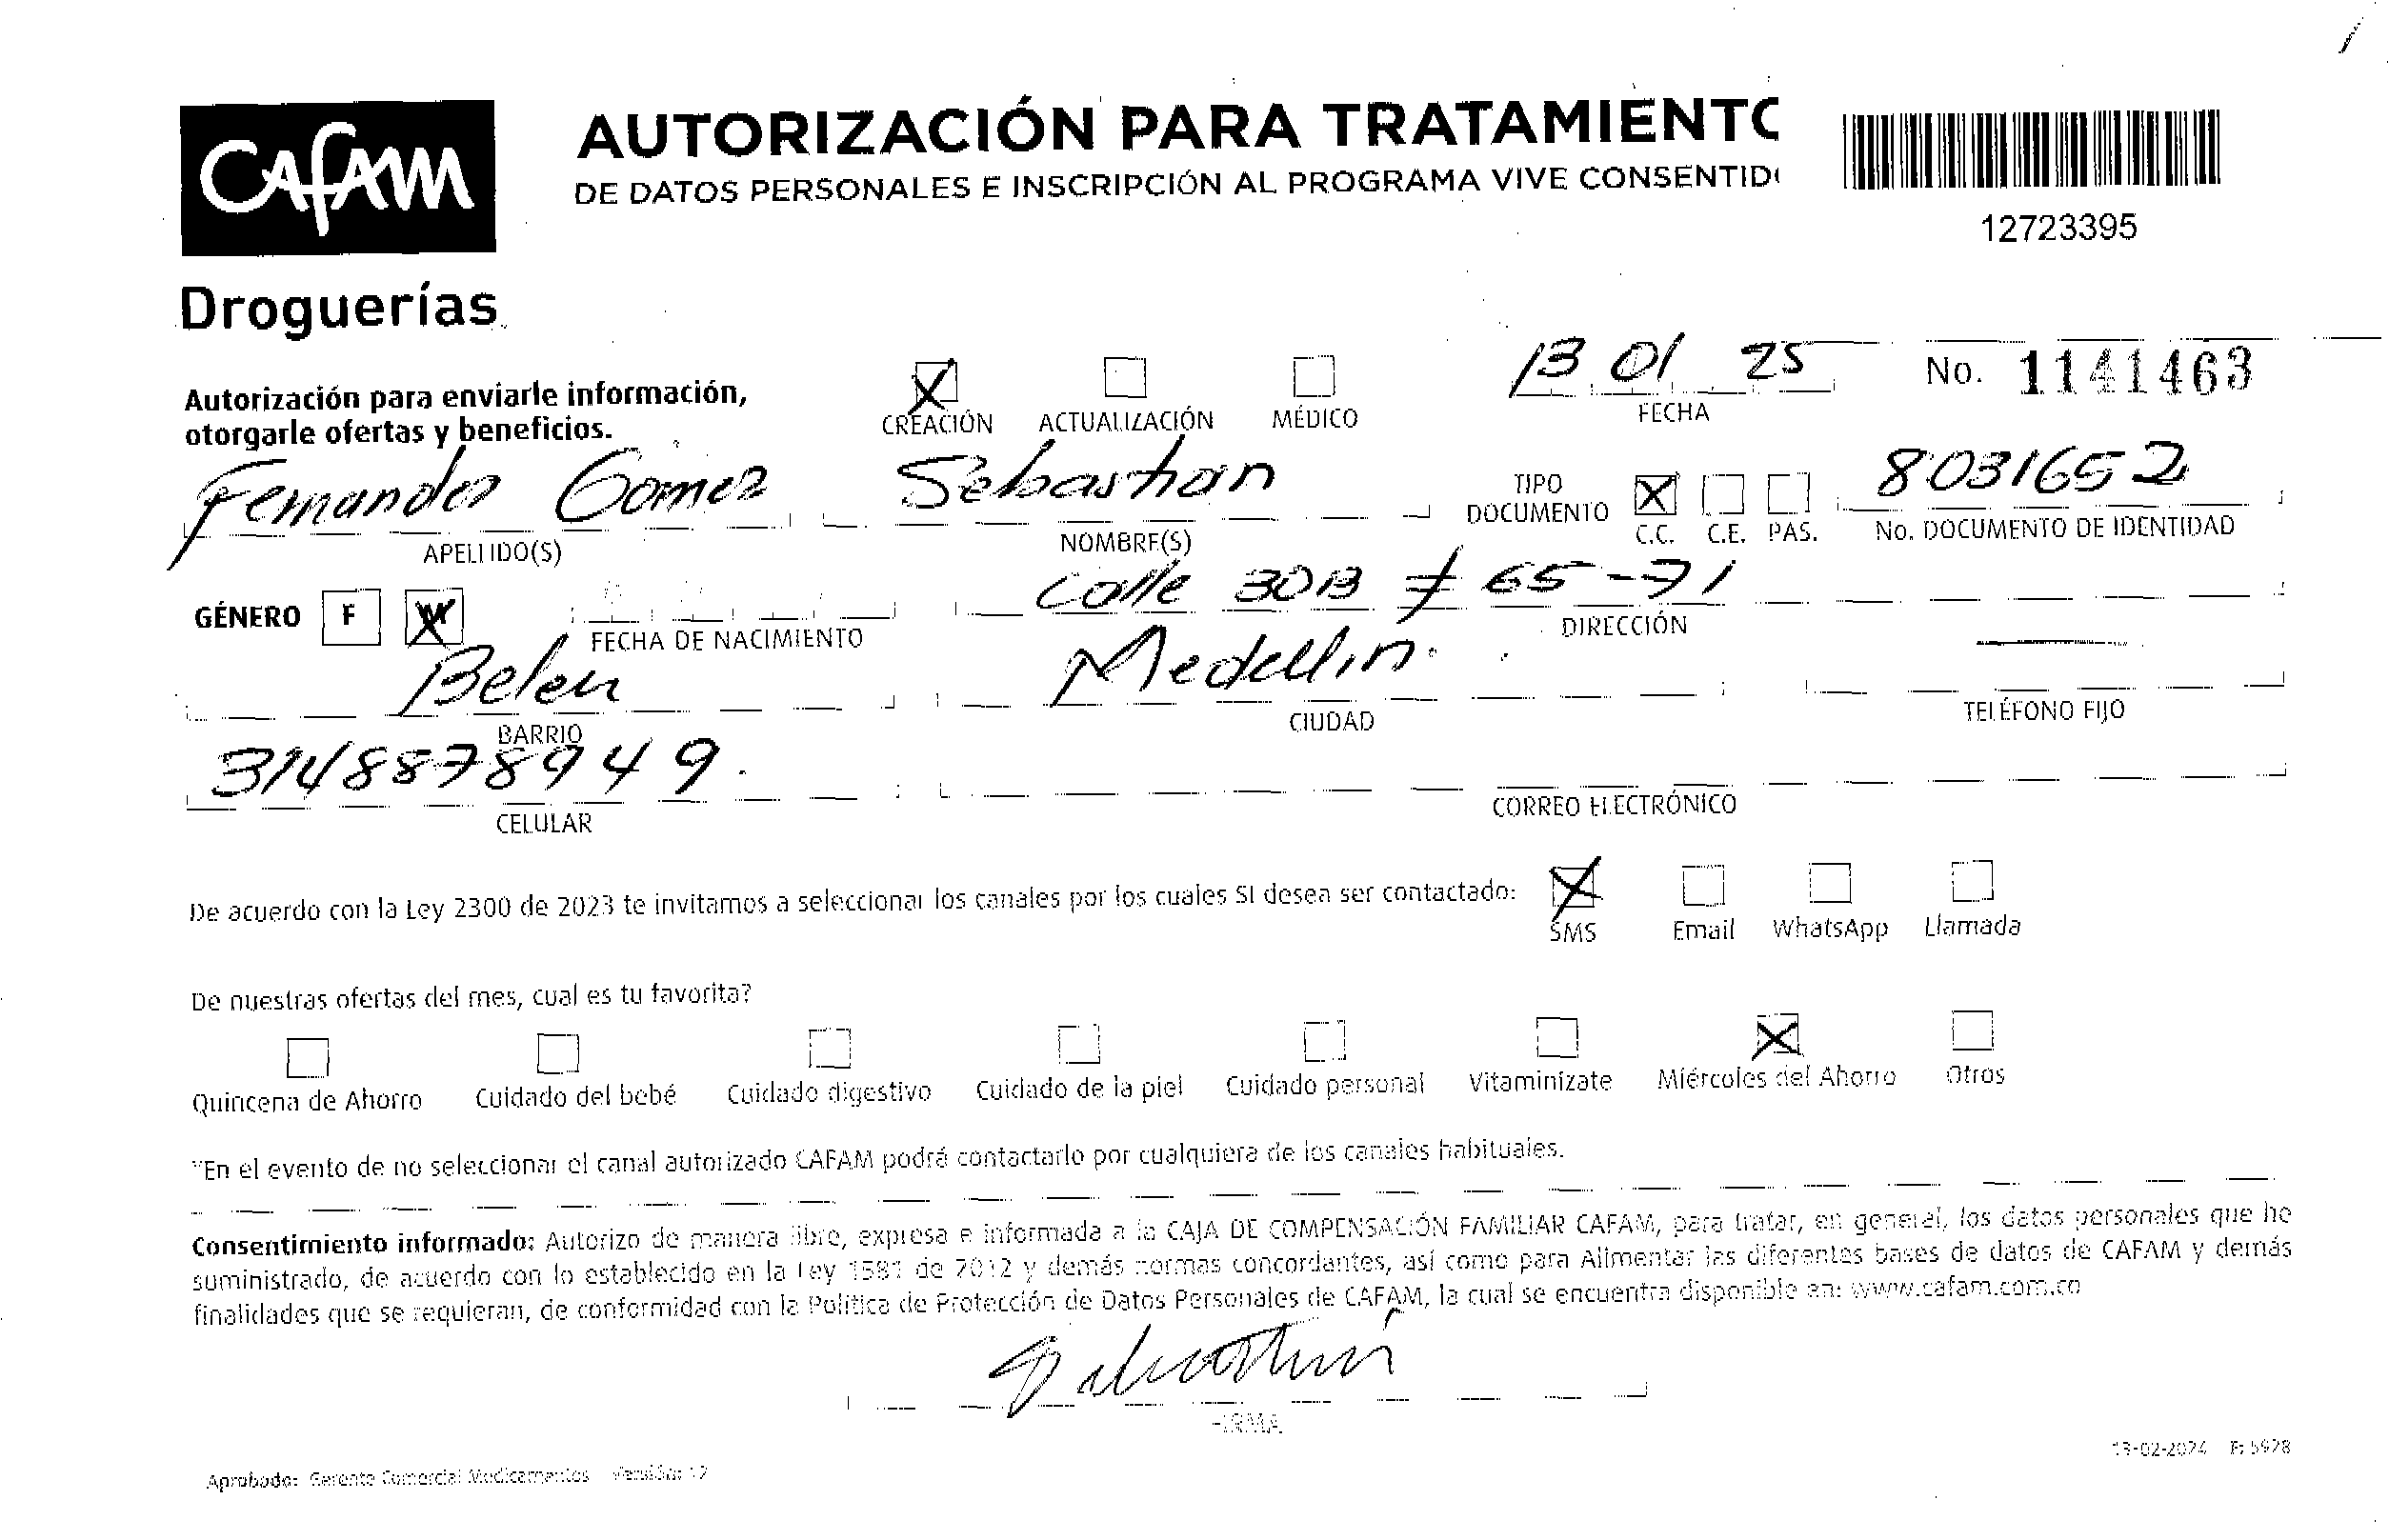 CAFAM
AUTORIZACIÓN PARA TRATAMIENTO
DE DATOS PERSONALES E INSCRIPCIÓN AL PROGRAMA VIVE CONSENTIDO
12723395
Droguerías
Autorización para enviarle información,
otorgarle ofertas y beneficios.
X
CREACIÓN ACTUALIZACIÓN MÉDICO
13 01 25
FECHA
No. 1141463
Fernandez Gomez Sebastian
APELLIDO(S) NOMBRE(S)
TIPO DOCUMENTO X C.C. C.E. PAS.
8031652
No. DOCUMENTO DE IDENTIDAD
GÉNERO F M
FECHA DE NACIMIENTO
Calle 30B # 65-71
DIRECCIÓN
Belen Medellin.
BARRIO CIUDAD TELÉFONO FIJO
3148878949.
CELULAR CORREO ELECTRÓNICO
De acuerdo con la Ley 2300 de 2023 te invitamos a seleccionar los canales por los cuales SI desea ser contactado: X
SMS Email WhatsApp Llamada
De nuestras ofertas del mes, cual es tu favorita?
X
Quincena de Ahorro Cuidado del bebé Cuidado digestivo Cuidado de la piel Cuidado personal Vitaminízate Miércoles del Ahorro Otros
*En el evento de no seleccionar el canal autorizado CAFAM podrá contactarlo por cualquiera de los canales habituales.
Consentimiento informado: Autorizo de manera libre, expresa e informada a la CAJA DE COMPENSACIÓN FAMILIAR CAFAM, para tratar, en general, los datos personales que he
suministrado, de acuerdo con lo establecido en la Ley 1581 de 2012 y demás normas concordantes, así como para Alimentar las diferentes bases de datos de CAFAM y demás
finalidades que se requieran, de conformidad con la Política de Protección de Datos Personales de CAFAM, la cual se encuentra disponible en: www.cafam.com.co
Sebastian
FIRMA
13-02-2024 F: 5928
Aprobado: Gerente Comercial Medicamentos Versión: 12